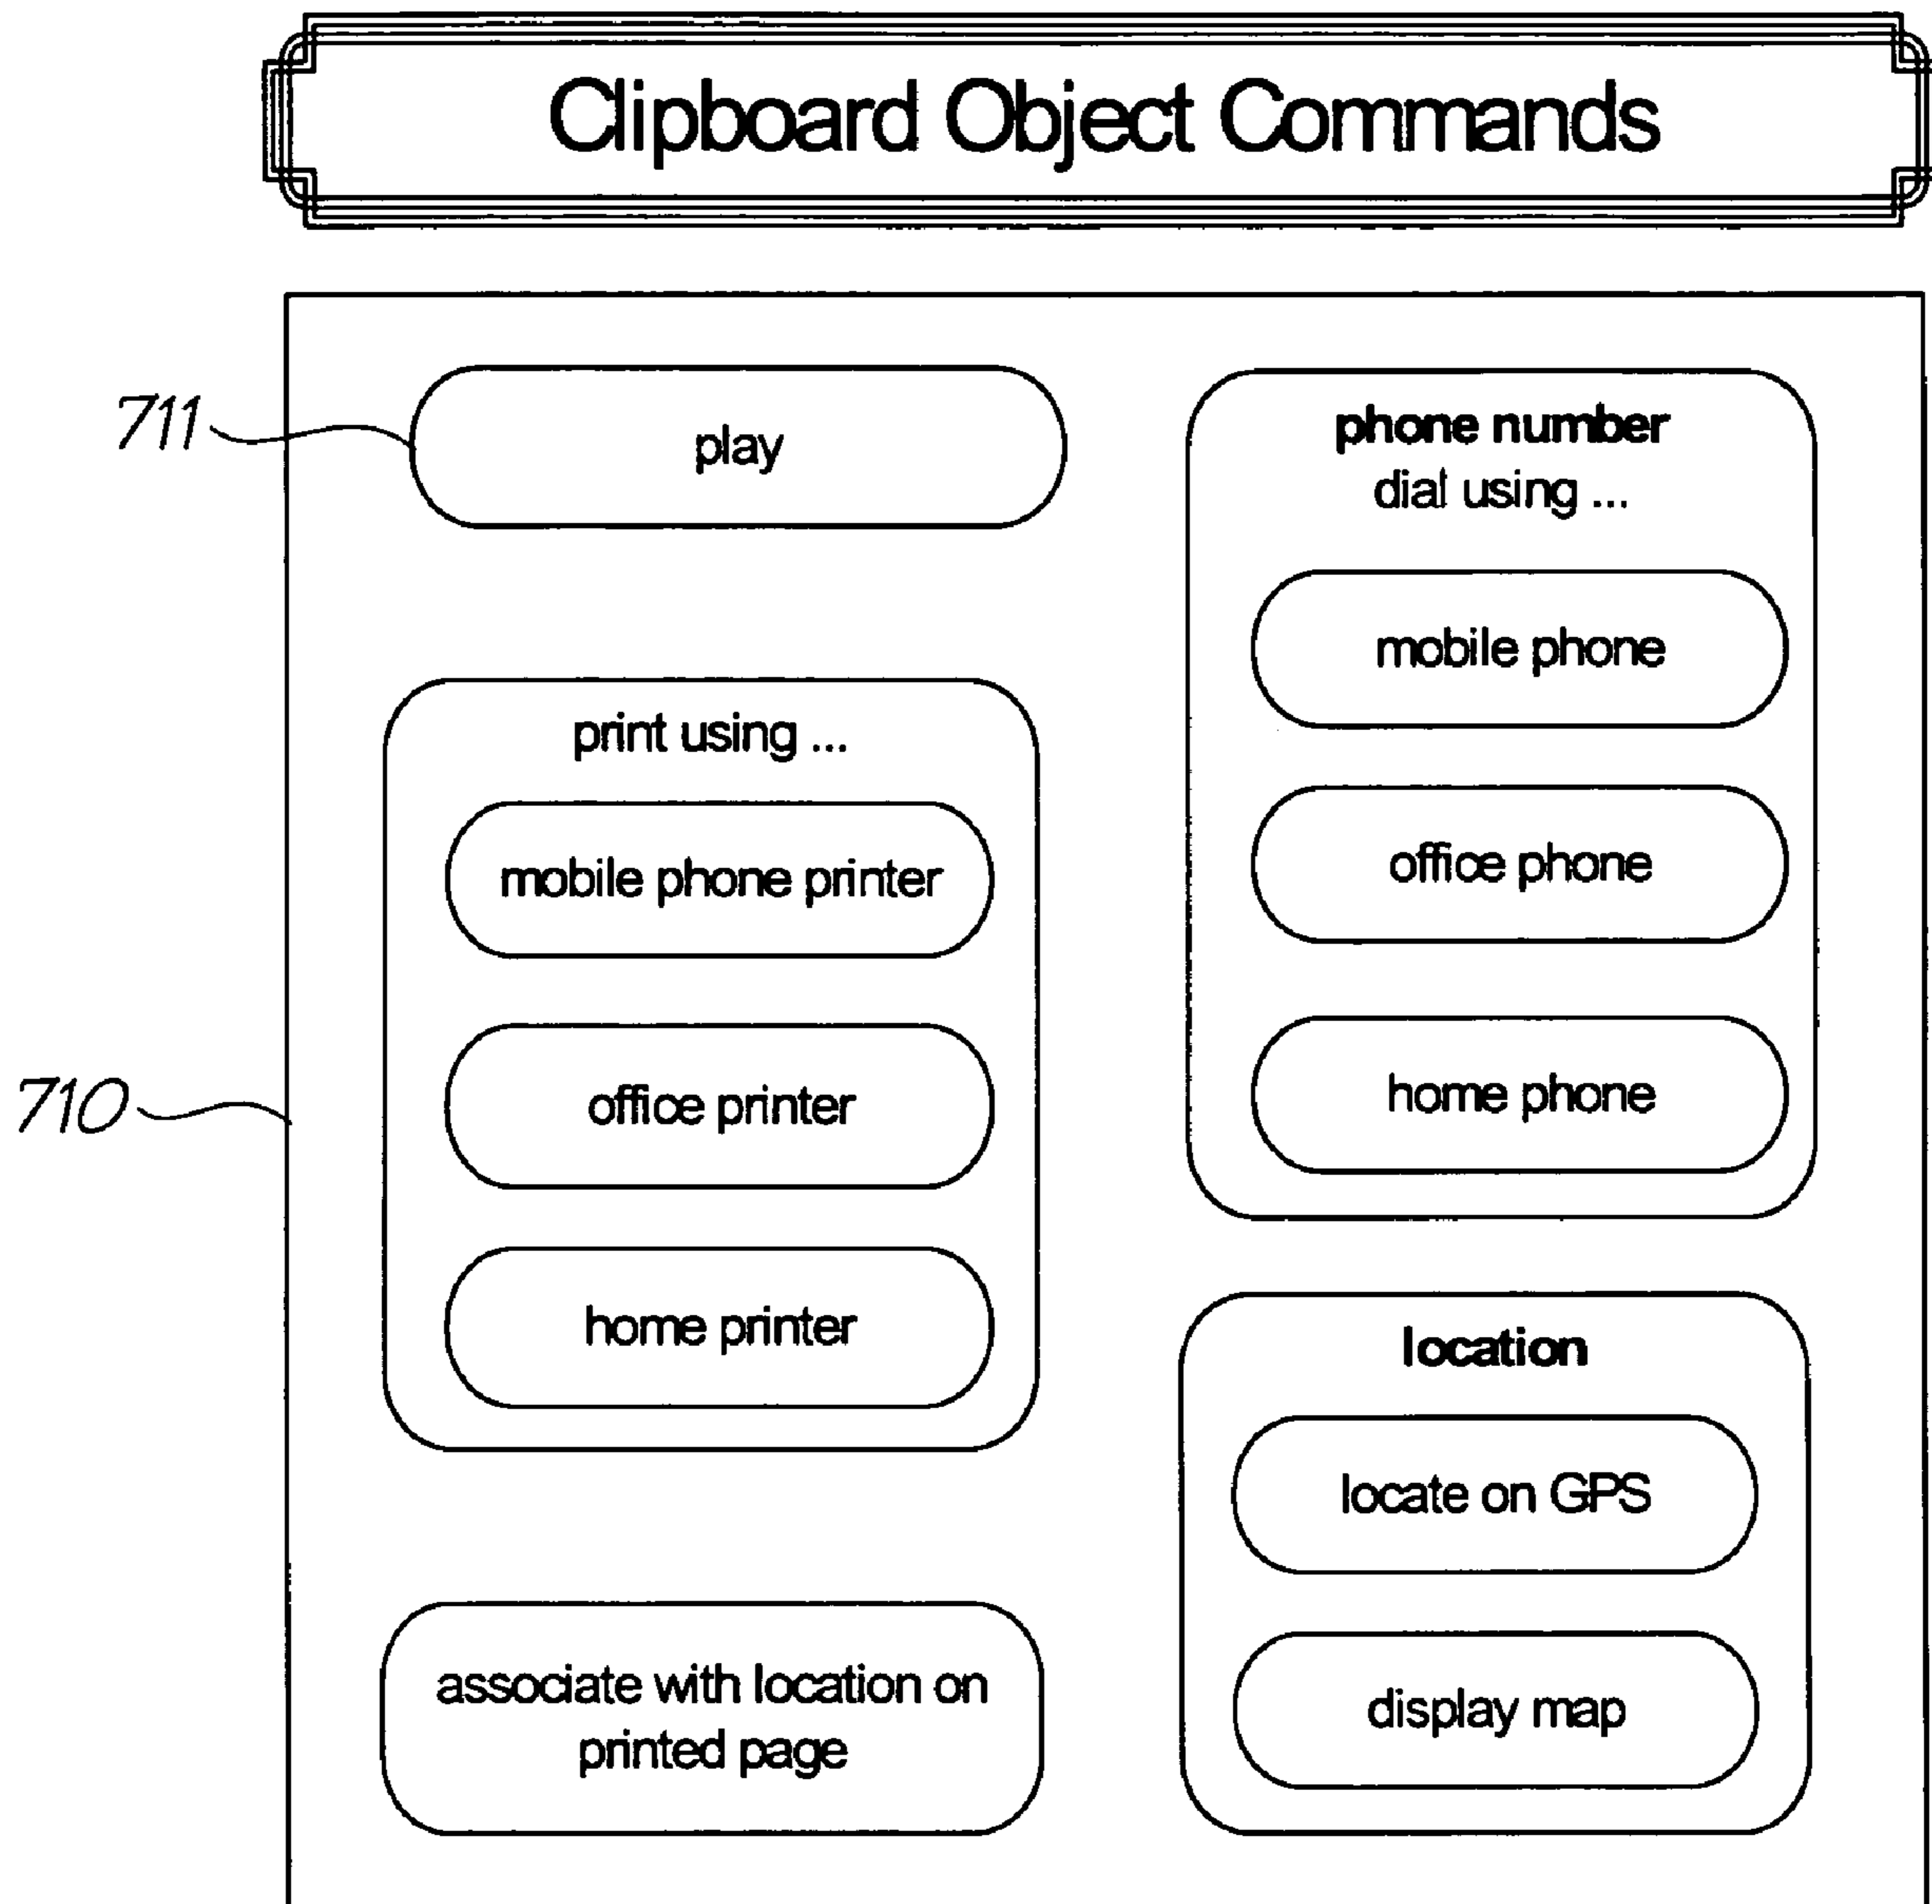 Clipboard Object Commands
711
play
710
print using ...
mobile phone printer
office printer
home printer
associate with location on
printed page
phone number
dial using ...
mobile phone
office phone
home phone
location
locate on GPS
display map